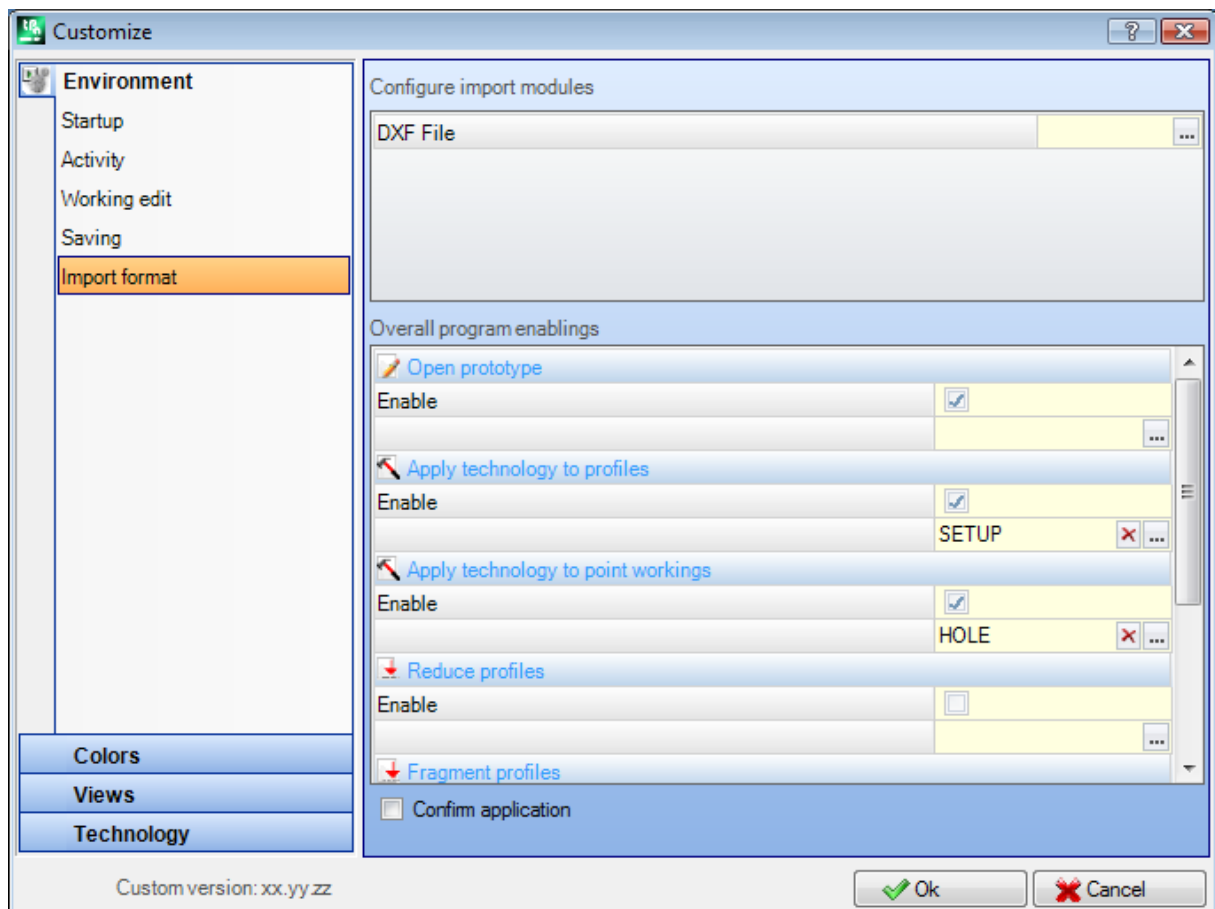 Customize
Environment
Startup
Activity
Working edit
Saving
Import format
Colors
Views
Technology
Configure import modules
DXF File ...
Overall program enablings
Open prototype
Enable
...
Apply technology to profiles
Enable
SETUP ...
Apply technology to point workings
Enable
HOLE ...
Reduce profiles
Enable
...
Fragment profiles
Confirm application
Custom version: xx.yy.zz
Ok
Cancel